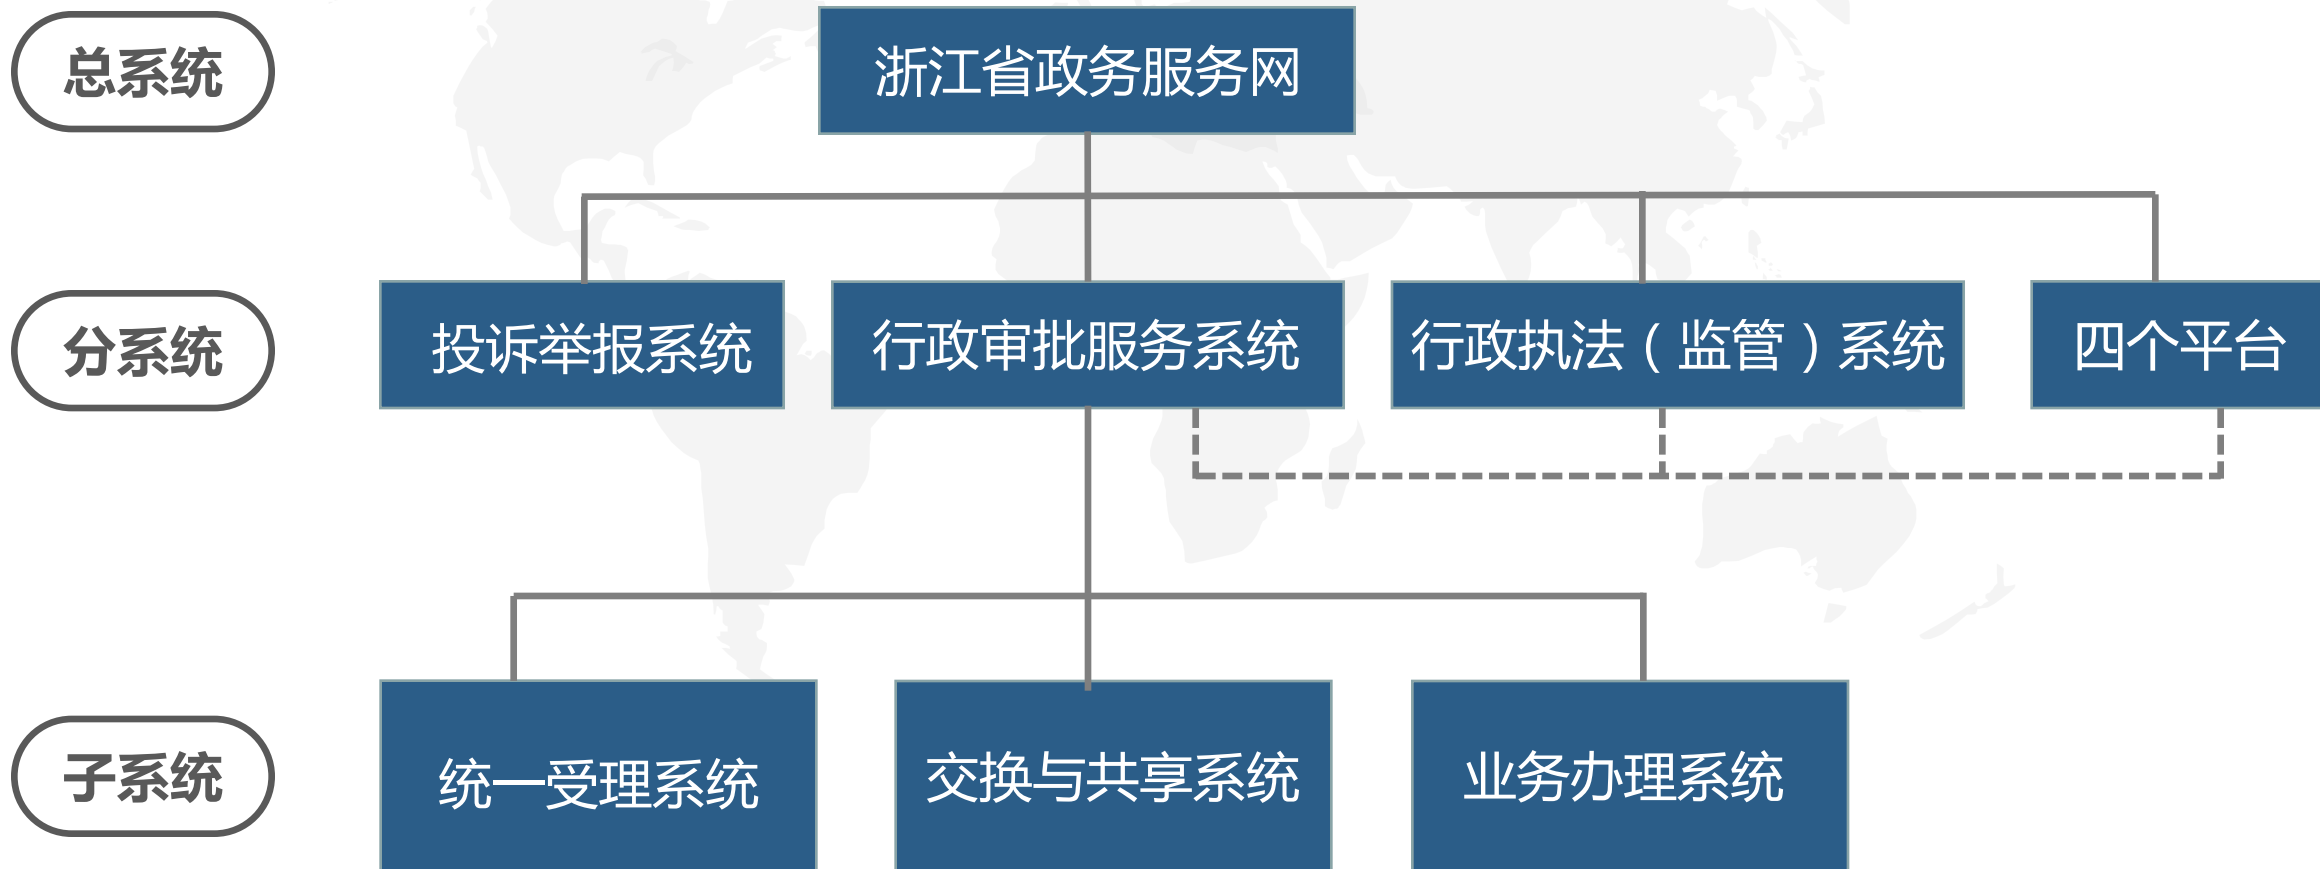 总系统
浙江省政务服务网
分系统
投诉举报系统
行政审批服务系统
行政执法（监管）系统
四个平台
子系统
统一受理系统
交换与共享系统
业务办理系统